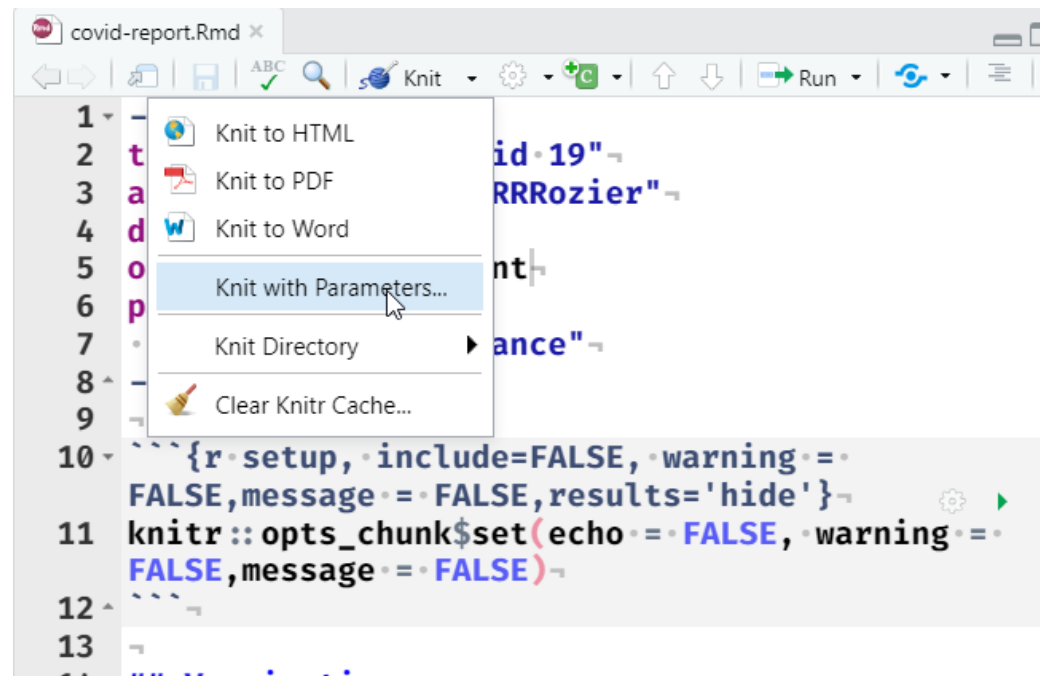 covid-report.Rmd
ABC
Knit
Run
Knit to HTML
Knit to PDF
Knit to Word
Knit with Parameters...
Knit Directory
Clear Knitr Cache...
1
2 t id 19"
3 a RRRozier"
4 d
5 o nt
6 p
7 ance"
8
9
10 ```{r setup, include=FALSE, warning =
FALSE,message = FALSE,results='hide'}
11 knitr::opts_chunk$set(echo = FALSE, warning =
FALSE,message = FALSE)
12 ```
13